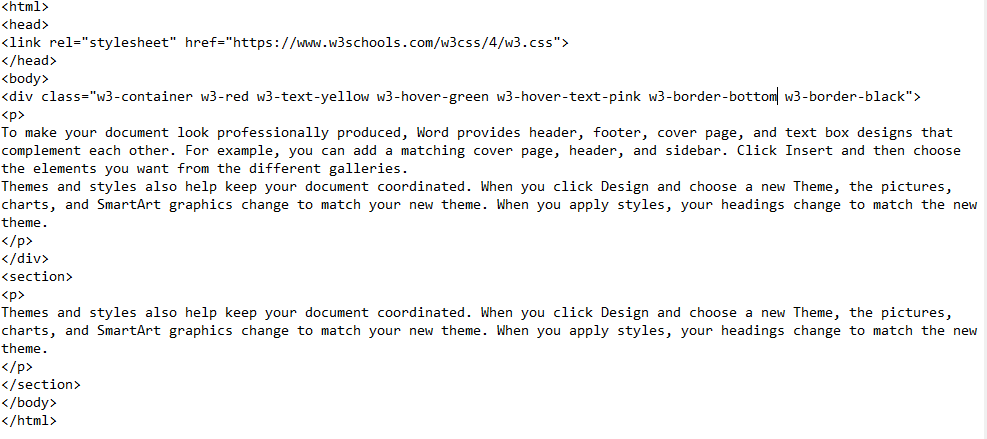 <html>
<head>
<link rel="stylesheet" href="https://www.w3schools.com/w3css/4/w3.css">
</head>
<body>
<div class="w3-container w3-red w3-text-yellow w3-hover-green w3-hover-text-pink w3-border-bottom w3-border-black">
<p>
To make your document look professionally produced, Word provides header, footer, cover page, and text box designs that
complement each other. For example, you can add a matching cover page, header, and sidebar. Click Insert and then choose
the elements you want from the different galleries.
Themes and styles also help keep your document coordinated. When you click Design and choose a new Theme, the pictures,
charts, and SmartArt graphics change to match your new theme. When you apply styles, your headings change to match the new
theme.
</p>
</div>
<section>
<p>
Themes and styles also help keep your document coordinated. When you click Design and choose a new Theme, the pictures,
charts, and SmartArt graphics change to match your new theme. When you apply styles, your headings change to match the new
theme.
</p>
</section>
</body>
</html>